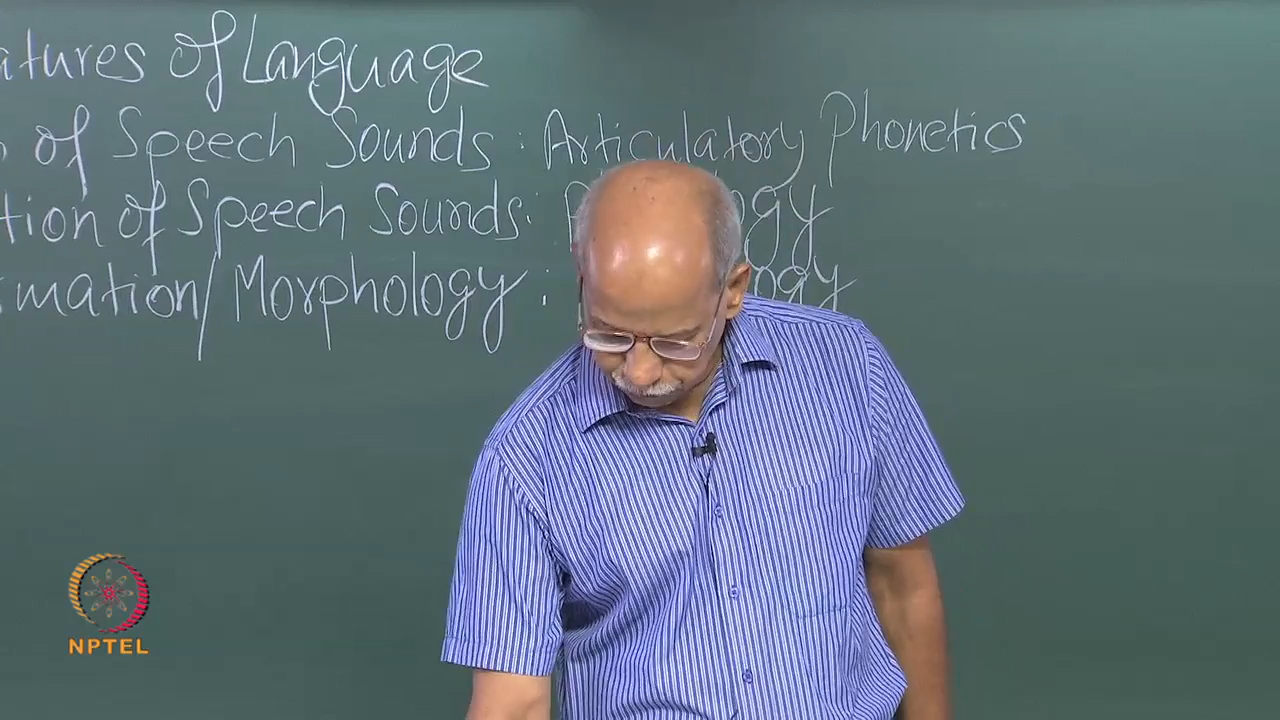 atures of Language
of Speech Sounds : Articulatory Phonetics
tion of Speech Sounds :
mation/Morphology :
NPTEL